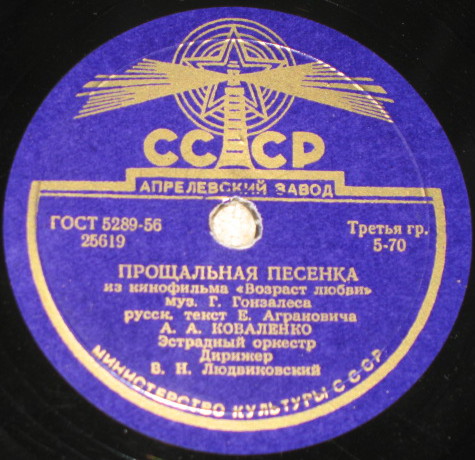 СССР
АПРЕЛЕВСКИЙ ЗАВОД
ГОСТ 5289-56
25619
Третья гр.
5-70
ПРОЩАЛЬНАЯ ПЕСЕНКА
из кинофильма «Возраст любви»
муз. Г. Гонзалеса
русск. текст Е. Аграновича
А. А. КОВАЛЕНКО
Эстрадный оркестр
Дирижер
В. Н. Людвиковский
МИНИСТЕРСТВО КУЛЬТУРЫ СССР